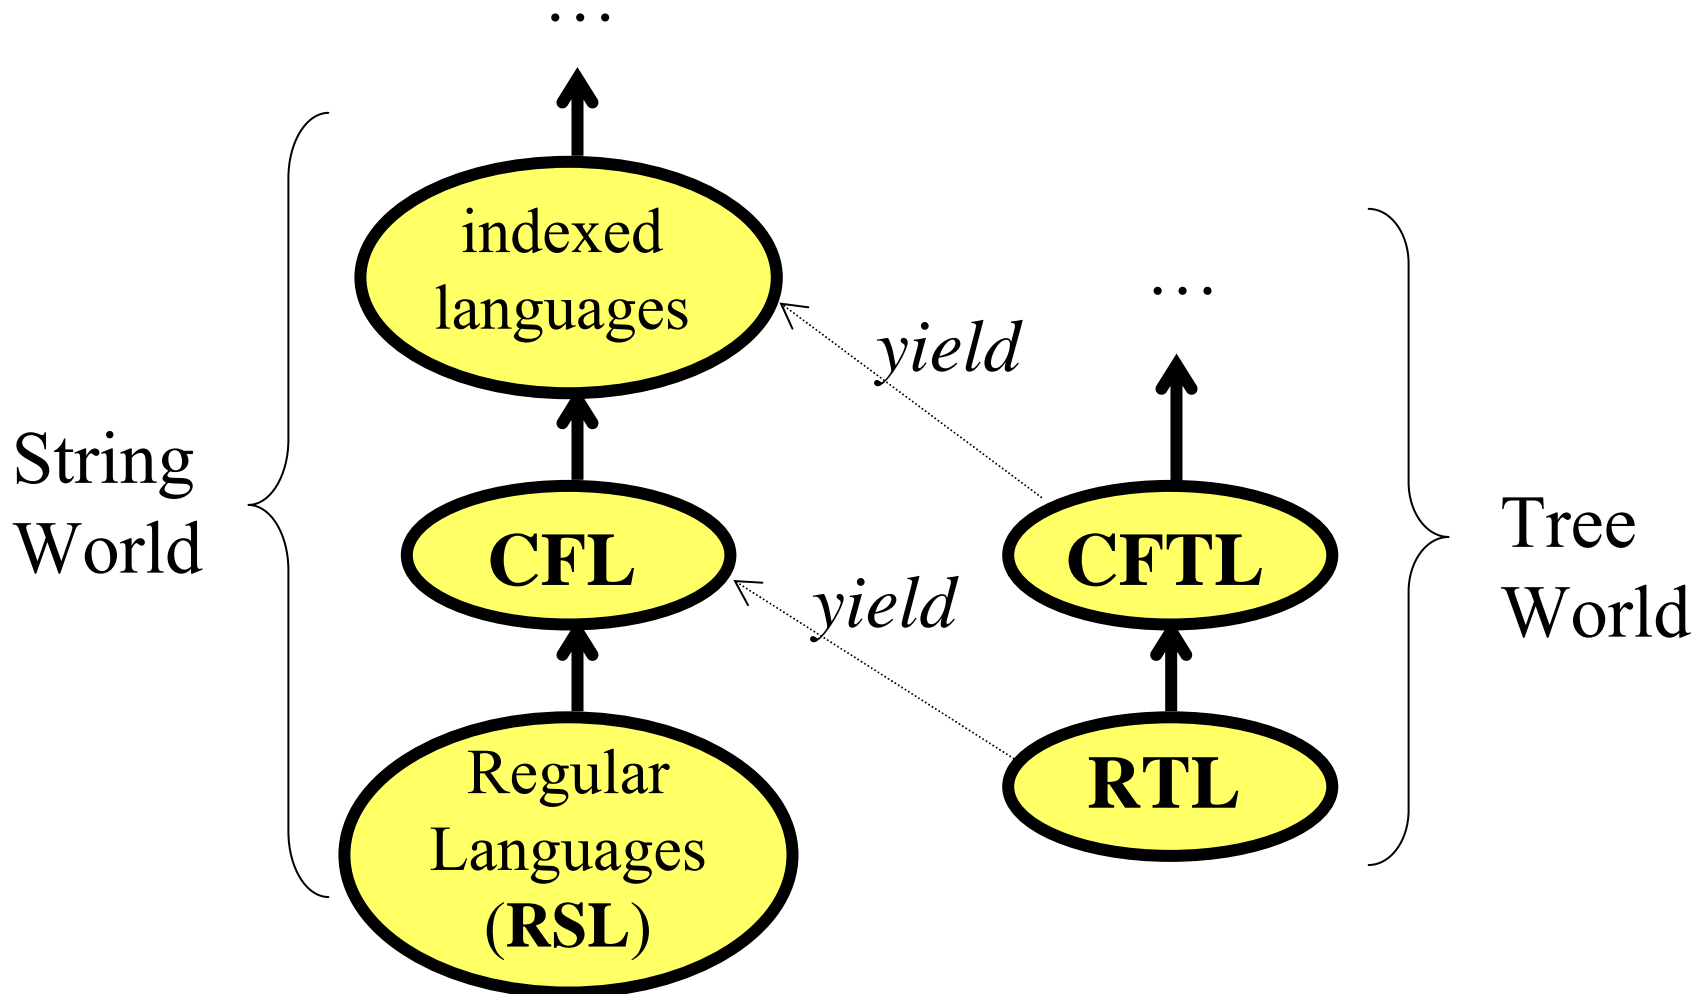 …
indexed
languages
…
yield
String
World
CFL
CFTL
Tree
World
yield
Regular
Languages
(RSL)
RTL